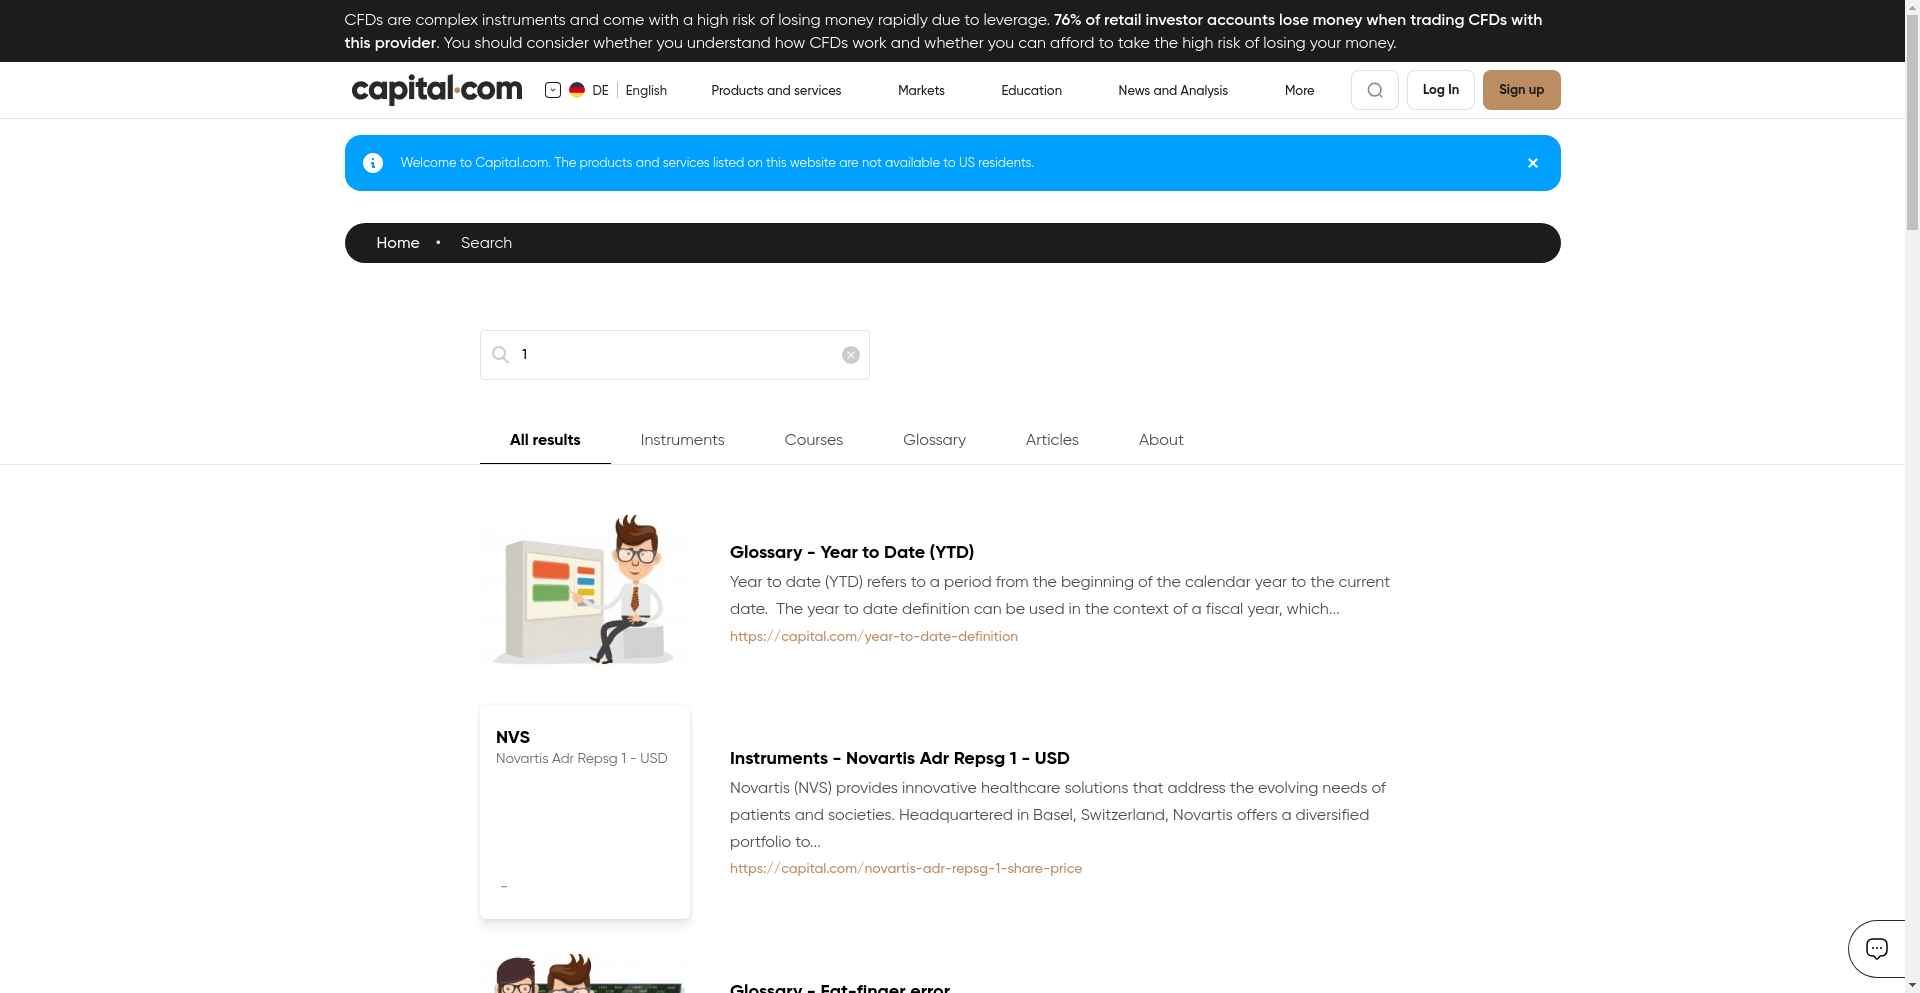 CFDs are complex instruments and come with a high risk of losing money rapidly due to leverage. 76% of retail investor accounts lose money when trading CFDs with
this provider. You should consider whether you understand how CFDs work and whether you can afford to take the high risk of losing your money.
capital.com DE English Products and services Markets Education News and Analysis More Log In Sign up
Welcome to Capital.com. The products and services listed on this website are not available to US residents.
Home • Search
1
All results Instruments Courses Glossary Articles About
Glossary - Year to Date (YTD)
Year to date (YTD) refers to a period from the beginning of the calendar year to the current
date.  The year to date definition can be used in the context of a fiscal year, which...
https://capital.com/year-to-date-definition
NVS
Novartis Adr Repsg 1 - USD
-
Instruments - Novartis Adr Repsg 1 - USD
Novartis (NVS) provides innovative healthcare solutions that address the evolving needs of
patients and societies. Headquartered in Basel, Switzerland, Novartis offers a diversified
portfolio to...
https://capital.com/novartis-adr-repsg-1-share-price
Glossary - Fat-finger error